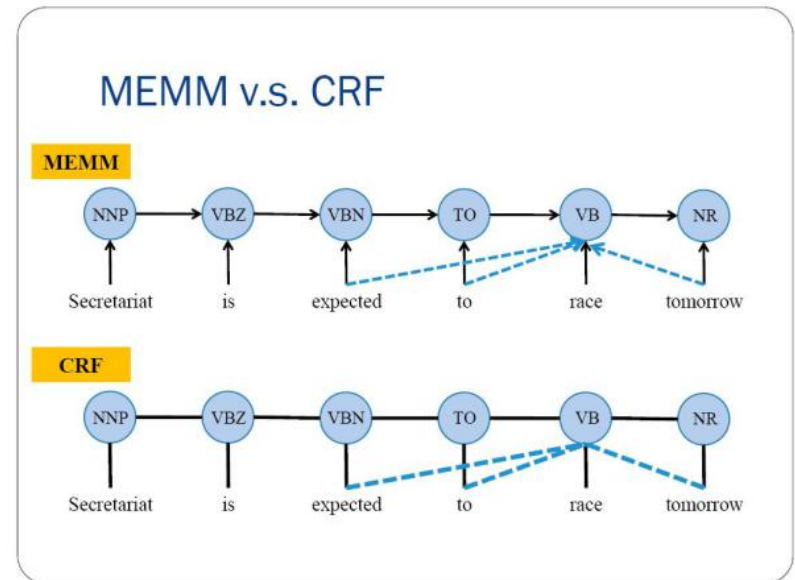 MEMM v.s. CRF
MEMM
NNP VBZ VBN TO VB NR
Secretariat is expected to race tomorrow
CRF
NNP VBZ VBN TO VB NR
Secretariat is expected to race tomorrow